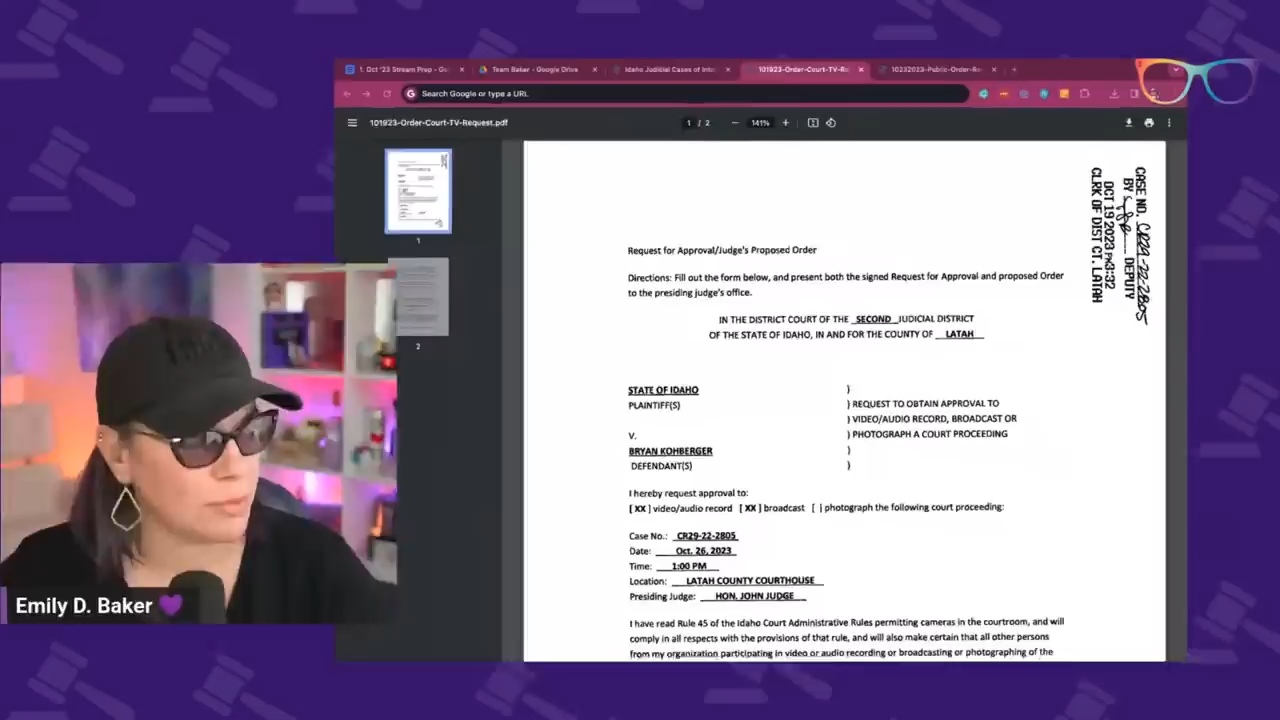 1. Oct '23 Stream Prep - Go
Team Baker - Google Drive
Idaho Judicial Cases of Inte
101923-Order-Court-TV-Re
10232023-Public-Order-Re
Search Google or type a URL
101923-Order-Court-TV-Request.pdf
1 / 2
141%
1
2
CASE NO. CR29-22-2805
BY DEPUTY
OCT 19 2023 PM 3:32
CLERK OF DIST CT. LATAH
Request for Approval/Judge's Proposed Order
Directions: Fill out the form below, and present both the signed Request for Approval and proposed Order
to the presiding judge's office.
IN THE DISTRICT COURT OF THE SECOND JUDICIAL DISTRICT
OF THE STATE OF IDAHO, IN AND FOR THE COUNTY OF LATAH
STATE OF IDAHO )
PLAINTIFF(S) ) REQUEST TO OBTAIN APPROVAL TO
) VIDEO/AUDIO RECORD, BROADCAST OR
V. ) PHOTOGRAPH A COURT PROCEEDING
BRYAN KOHBERGER )
DEFENDANT(S) )
I hereby request approval to:
[ XX ] video/audio record [ XX ] broadcast [ ] photograph the following court proceeding:
Case No.: CR29-22-2805
Date: Oct. 26, 2023
Time: 1:00 PM
Location: LATAH COUNTY COURTHOUSE
Presiding Judge: HON. JOHN JUDGE
I have read Rule 45 of the Idaho Court Administrative Rules permitting cameras in the courtroom, and will
comply in all respects with the provisions of that rule, and will also make certain that all other persons
from my organization participating in video or audio recording or broadcasting or photographing of the
Emily D. Baker 💜